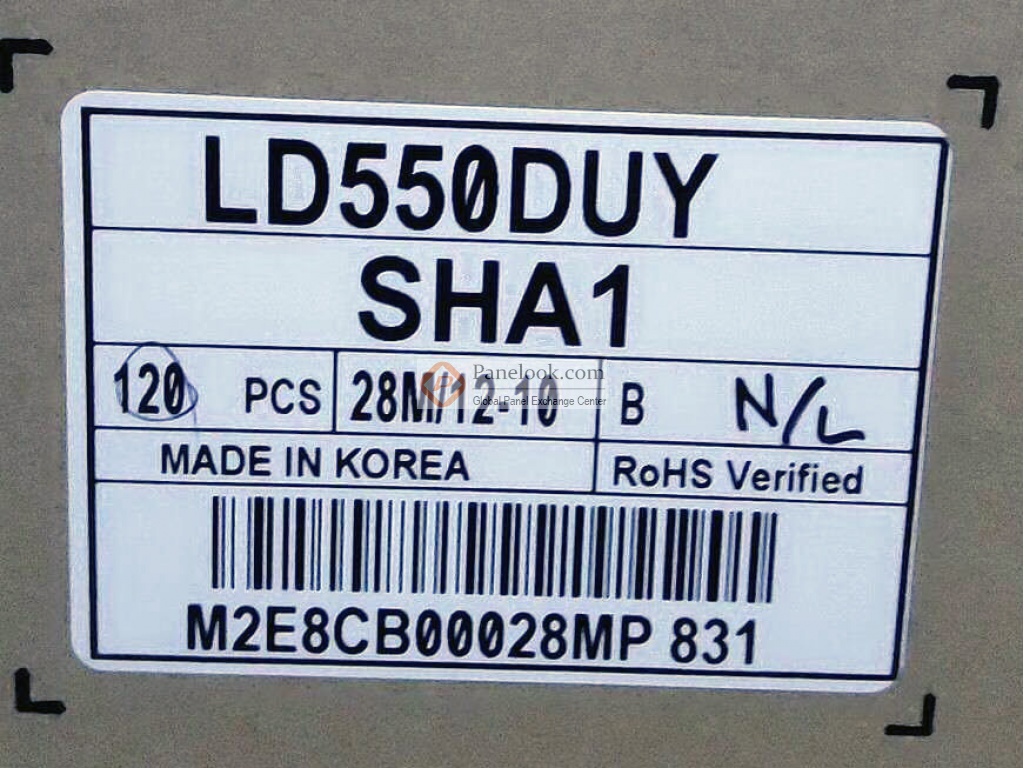 LD550DUY
SHA1
120 PCS 28M/12-10 B N/L
Panelook.com
Global Panel Exchange Center
MADE IN KOREA RoHS Verified
M2E8CB00028MP 831